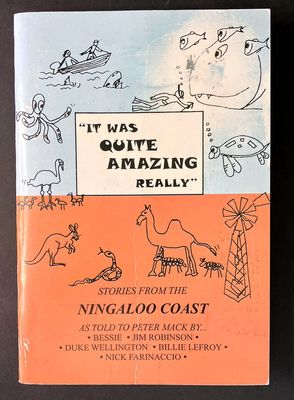 "IT WAS
QUITE
AMAZING
REALLY"
STORIES FROM THE
NINGALOO COAST
AS TOLD TO PETER MACK BY...
• BESSIE • JIM ROBINSON •
• DUKE WELLINGTON • BILLIE LEFROY •
• NICK FARINACCIO •